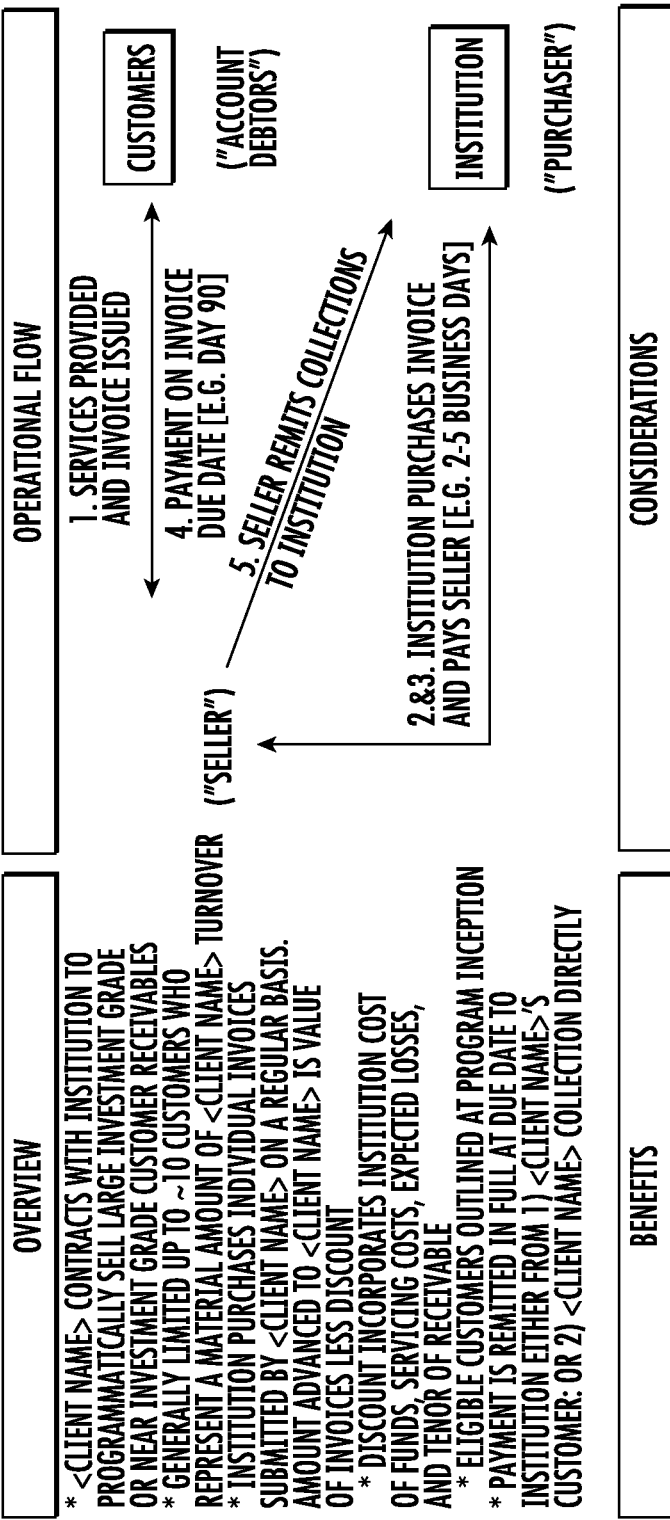 OVERVIEW
* <CLIENT NAME> CONTRACTS WITH INSTITUTION TO
PROGRAMMATICALLY SELL LARGE INVESTMENT GRADE
OR NEAR INVESTMENT GRADE CUSTOMER RECEIVABLES
* GENERALLY LIMITED UP TO ~ 10 CUSTOMERS WHO
REPRESENT A MATERIAL AMOUNT OF <CLIENT NAME> TURNOVER
* INSTITUTION PURCHASES INDIVIDUAL INVOICES
SUBMITTED BY <CLIENT NAME> ON A REGULAR BASIS.
AMOUNT ADVANCED TO <CLIENT NAME> IS VALUE
OF INVOICES LESS DISCOUNT
* DISCOUNT INCORPORATES INSTITUTION COST
OF FUNDS, SERVICING COSTS, EXPECTED LOSSES,
AND TENOR OF RECEIVABLE
* ELIGIBLE CUSTOMERS OUTLINED AT PROGRAM INCEPTION
* PAYMENT IS REMITTED IN FULL AT DUE DATE TO
INSTITUTION EITHER FROM 1) <CLIENT NAME>'S
CUSTOMER: OR 2) <CLIENT NAME> COLLECTION DIRECTLY
OPERATIONAL FLOW
1. SERVICES PROVIDED
AND INVOICE ISSUED
CUSTOMERS
("ACCOUNT
DEBTORS")
4. PAYMENT ON INVOICE
DUE DATE [E.G. DAY 90]
("SELLER")
5. SELLER REMITS COLLECTIONS
TO INSTITUTION
2.&3. INSTITUTION PURCHASES INVOICE
AND PAYS SELLER [E.G. 2-5 BUSINESS DAYS]
INSTITUTION
("PURCHASER")
BENEFITS
CONSIDERATIONS